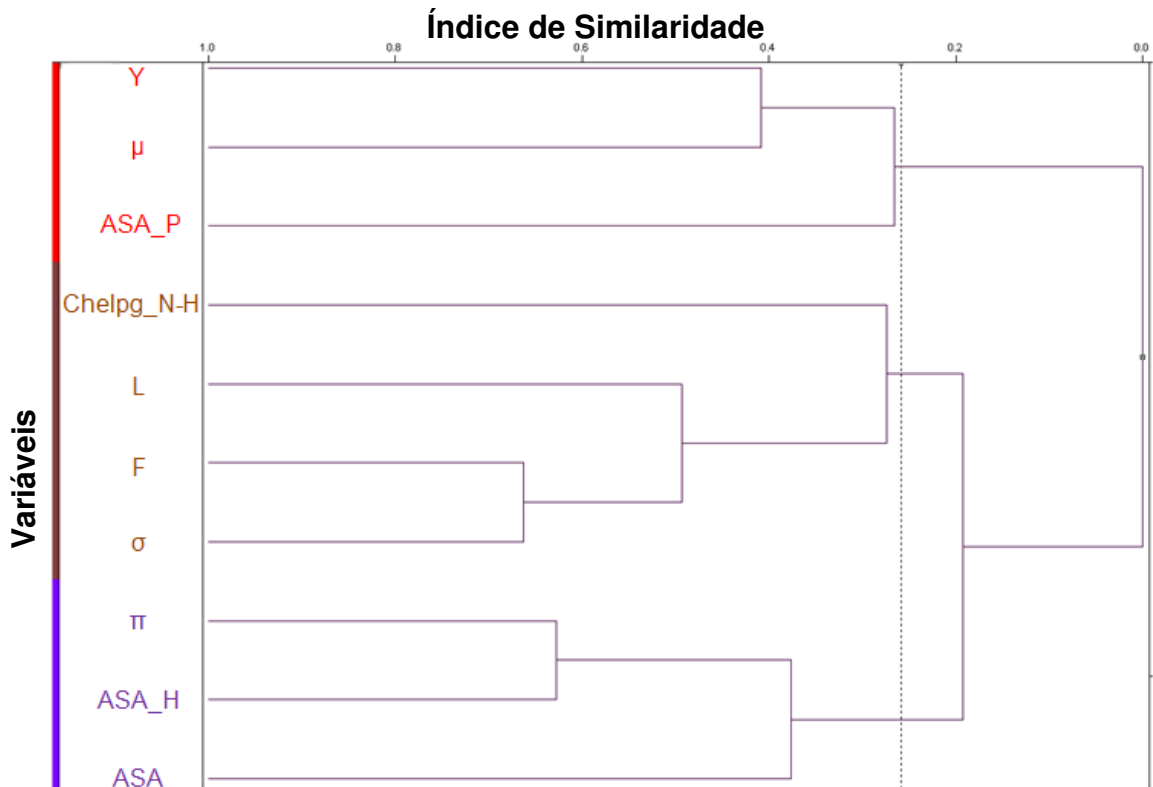 Índice de Similaridade
1.0 0.8 0.6 0.4 0.2 0.0
Variáveis
Y
μ
ASA_P
Chelpg_N-H
L
F
σ
π
ASA_H
ASA